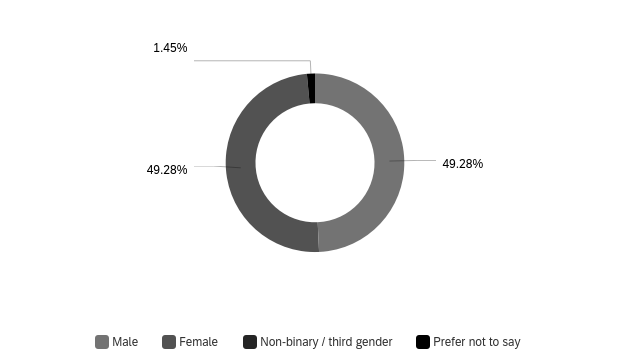 1.45%
49.28%
49.28%
Male Female Non-binary / third gender Prefer not to say